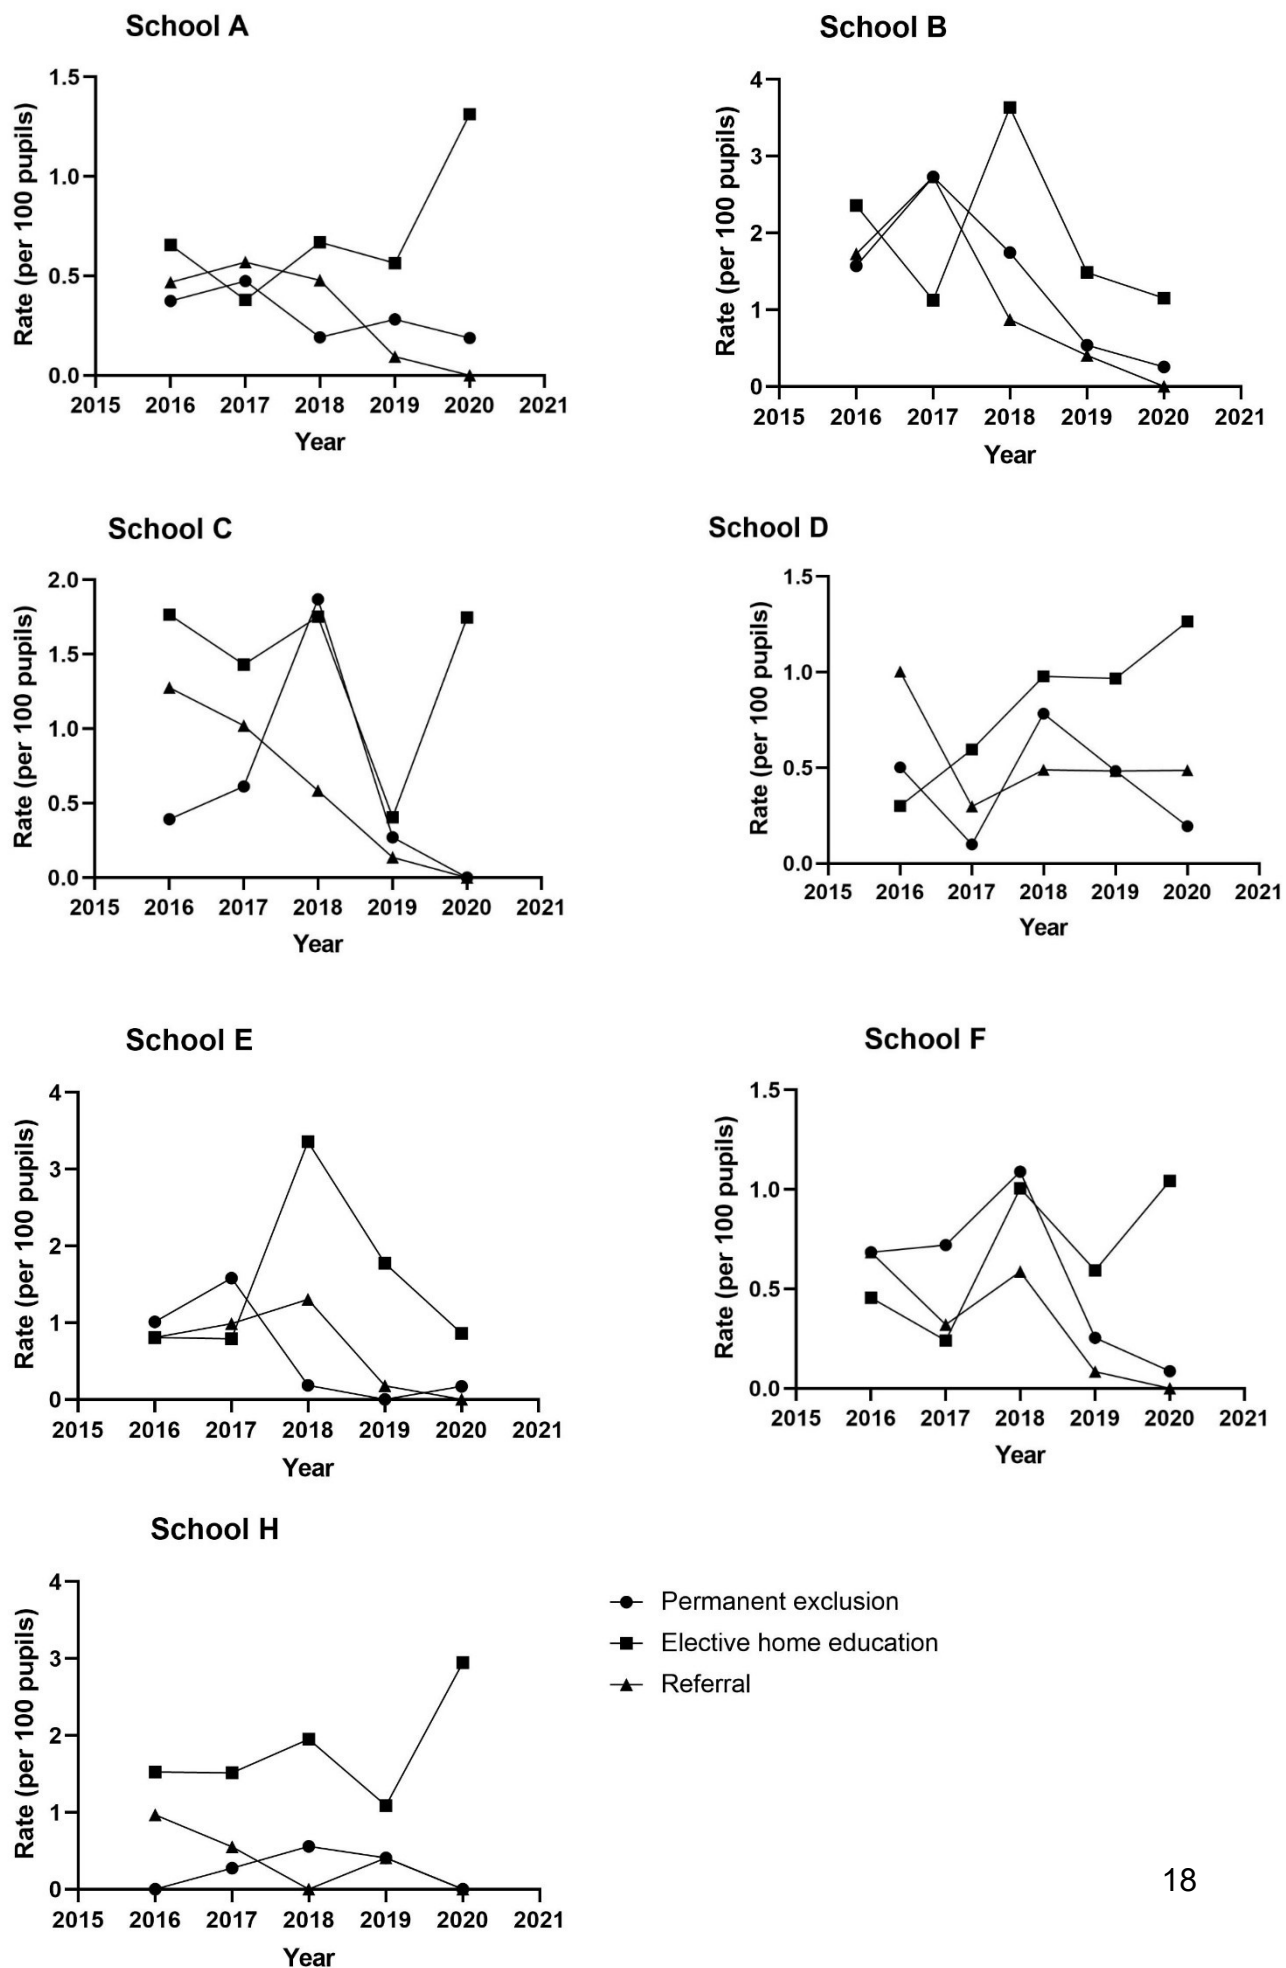 School A
Rate (per 100 pupils)
1.5
1.0
0.5
0.0
2015 2016 2017 2018 2019 2020 2021
Year
School B
Rate (per 100 pupils)
4
3
2
1
0
2015 2016 2017 2018 2019 2020 2021
Year
School C
Rate (per 100 pupils)
2.0
1.5
1.0
0.5
0.0
2015 2016 2017 2018 2019 2020 2021
Year
School D
Rate (per 100 pupils)
1.5
1.0
0.5
0.0
2015 2016 2017 2018 2019 2020 2021
Year
School E
Rate (per 100 pupils)
4
3
2
1
0
2015 2016 2017 2018 2019 2020 2021
Year
School F
Rate (per 100 pupils)
1.5
1.0
0.5
0.0
2015 2016 2017 2018 2019 2020 2021
Year
School H
Rate (per 100 pupils)
4
3
2
1
0
2015 2016 2017 2018 2019 2020 2021
Year
Permanent exclusion
Elective home education
Referral
18